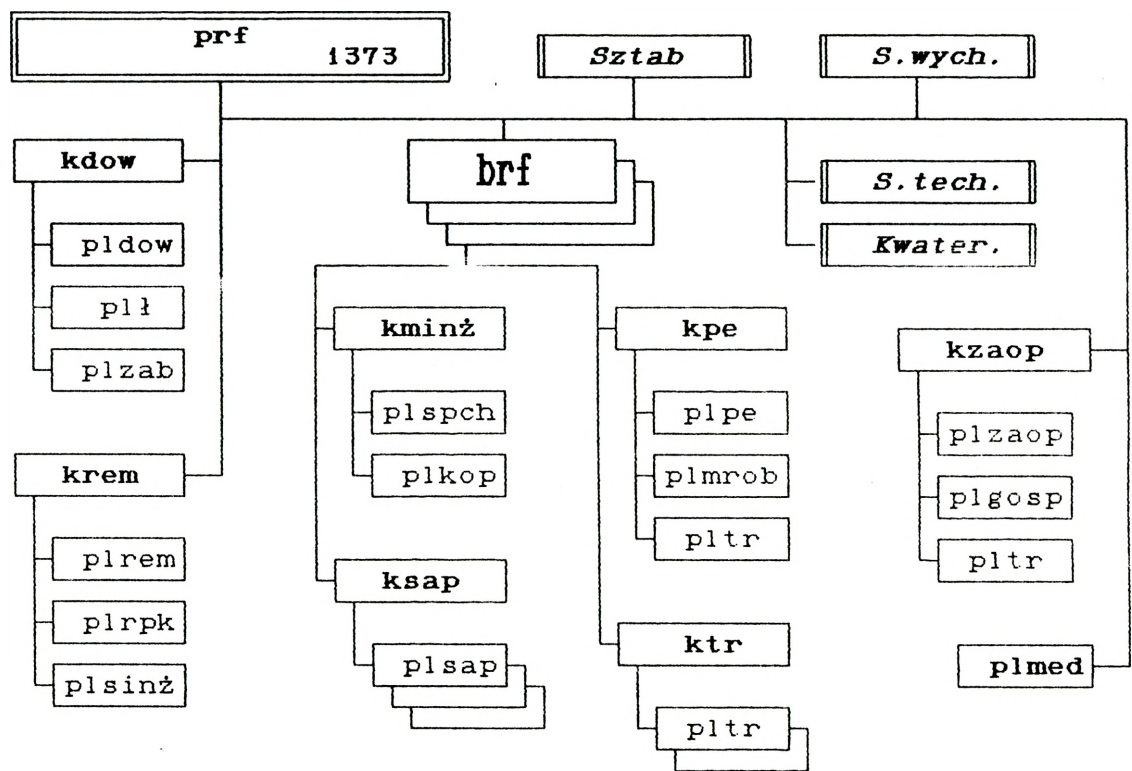 prf
1373
Sztab
S.wych.
kdow
brf
S.tech.
pldow
Kwater.
plł
kminż
kpe
kzaop
plzab
plspch
plpe
plzaop
krem
plkop
plmrob
plgosp
plrem
pltr
pltr
ksap
plrpk
ktr
plmed
plsap
plsinż
pltr